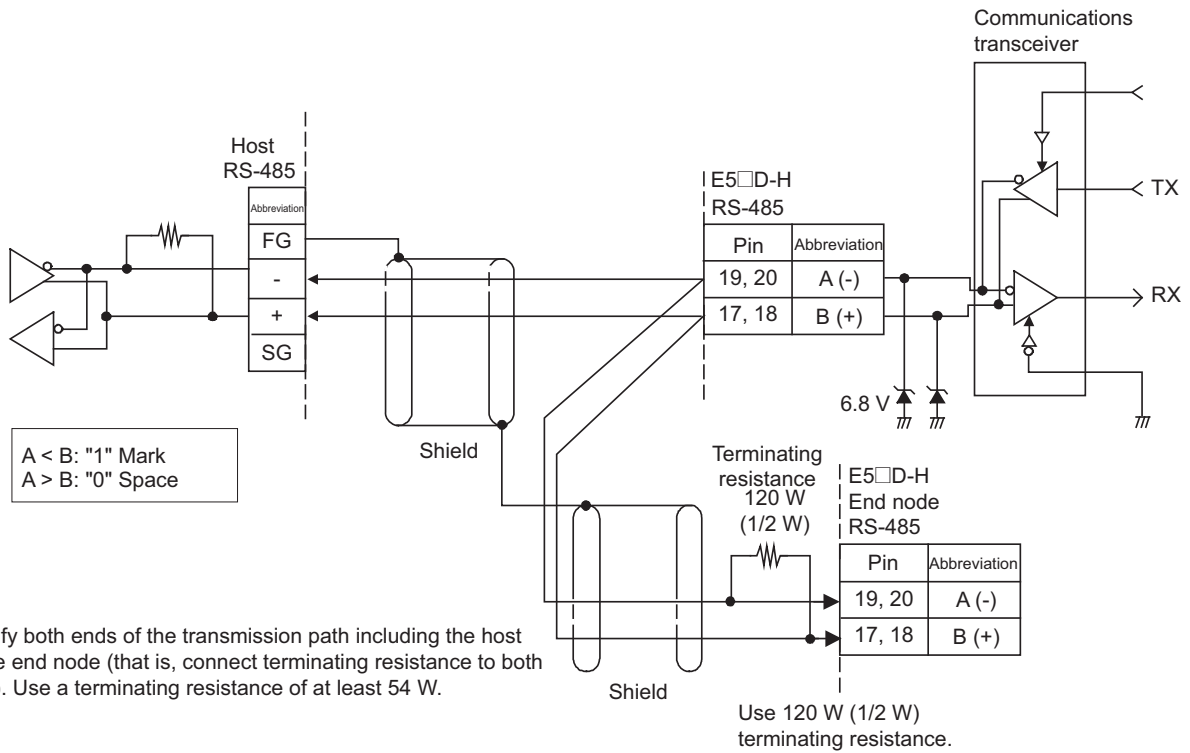 Communications
transceiver
Host
RS-485
Abbreviation
FG
-
+
SG
E5□D-H
RS-485
Pin Abbreviation
19, 20 A (-)
17, 18 B (+)
TX
RX
6.8 V
A < B: "1" Mark
A > B: "0" Space
Shield
Terminating
resistance
120 W
(1/2 W)
E5□D-H
End node
RS-485
Pin Abbreviation
19, 20 A (-)
17, 18 B (+)
fy both ends of the transmission path including the host
end node (that is, connect terminating resistance to both
. Use a terminating resistance of at least 54 W.
Shield
Use 120 W (1/2 W)
terminating resistance.